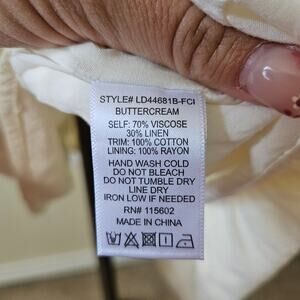 STYLE# LD44681B-FCI
BUTTERCREAM
SELF: 70% VISCOSE
30% LINEN
TRIM: 100% COTTON
LINING: 100% RAYON
HAND WASH COLD
DO NOT BLEACH
DO NOT TUMBLE DRY
LINE DRY
IRON LOW IF NEEDED
RN# 115602
MADE IN CHINA